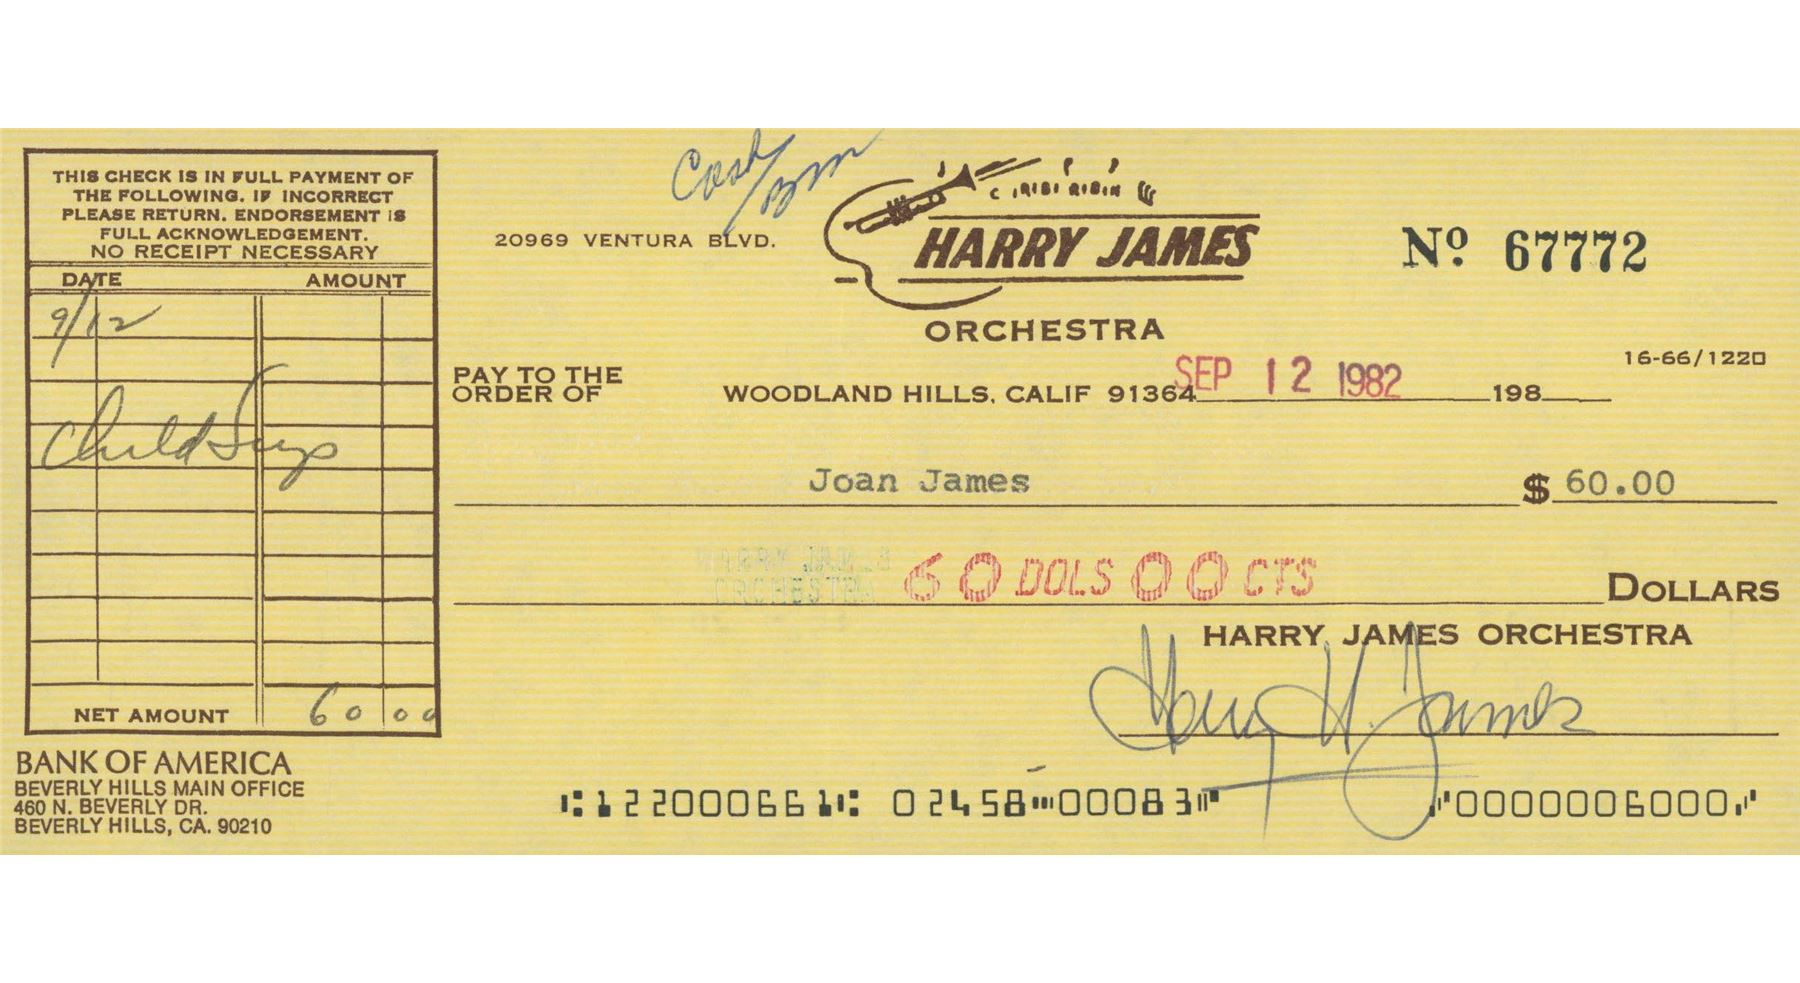 THIS CHECK IS IN FULL PAYMENT OF
THE FOLLOWING. IF INCORRECT
PLEASE RETURN. ENDORSEMENT IS
FULL ACKNOWLEDGEMENT.
NO RECEIPT NECESSARY
DATE AMOUNT
9/12
Child Sup
NET AMOUNT 60 00
BANK OF AMERICA
BEVERLY HILLS MAIN OFFICE
460 N. BEVERLY DR.
BEVERLY HILLS, CA. 90210
Cash
20969 VENTURA BLVD.
C IRIBI RIBIN
HARRY JAMES
ORCHESTRA
Nº 67772
16-66/1220
PAY TO THE
ORDER OF
WOODLAND HILLS, CALIF 91364 SEP 12 1982 198
Joan James $ 60.00
HARRY JAMES
ORCHESTRA
60 DOLS 00 CTS DOLLARS
HARRY JAMES ORCHESTRA
Harry H. James
⑆122000661⑆ 02458⑈00083⑈ ⑇0000006000⑇